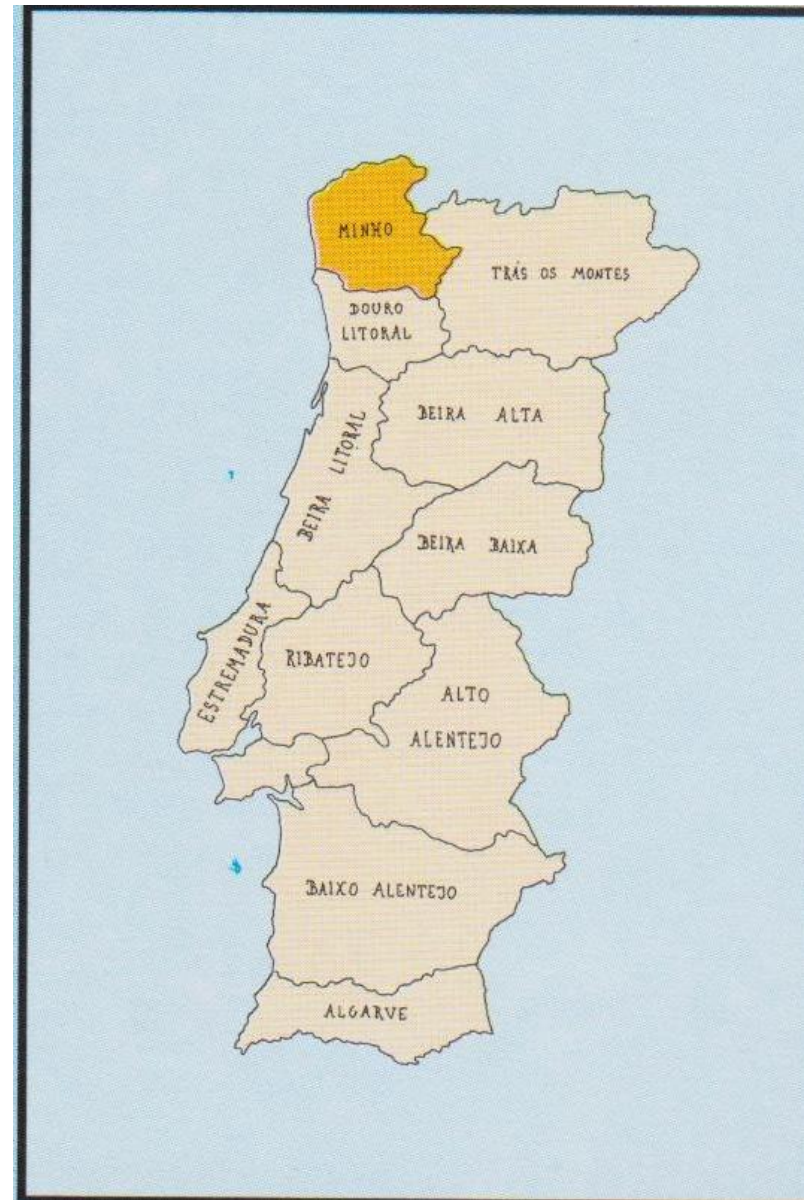 MINHO
TRÁS OS MONTES
DOURO
LITORAL
BEIRA ALTA
BEIRA LITORAL
BEIRA BAIXA
ESTREMADURA
RIBATEJO
ALTO
ALENTEJO
BAIXO ALENTEJO
ALGARVE